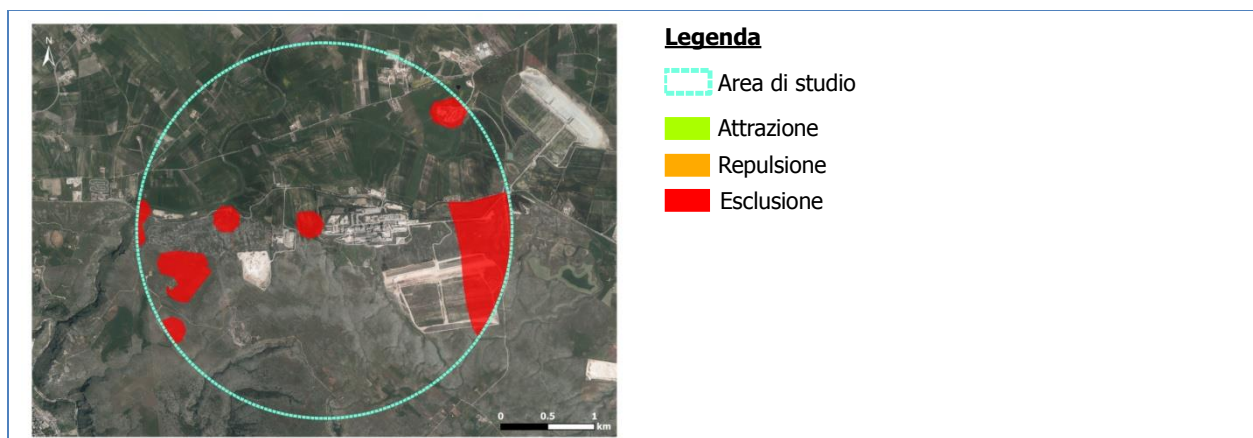 N
Legenda
Area di studio
Attrazione
Repulsione
Esclusione
0 0.5 1
km